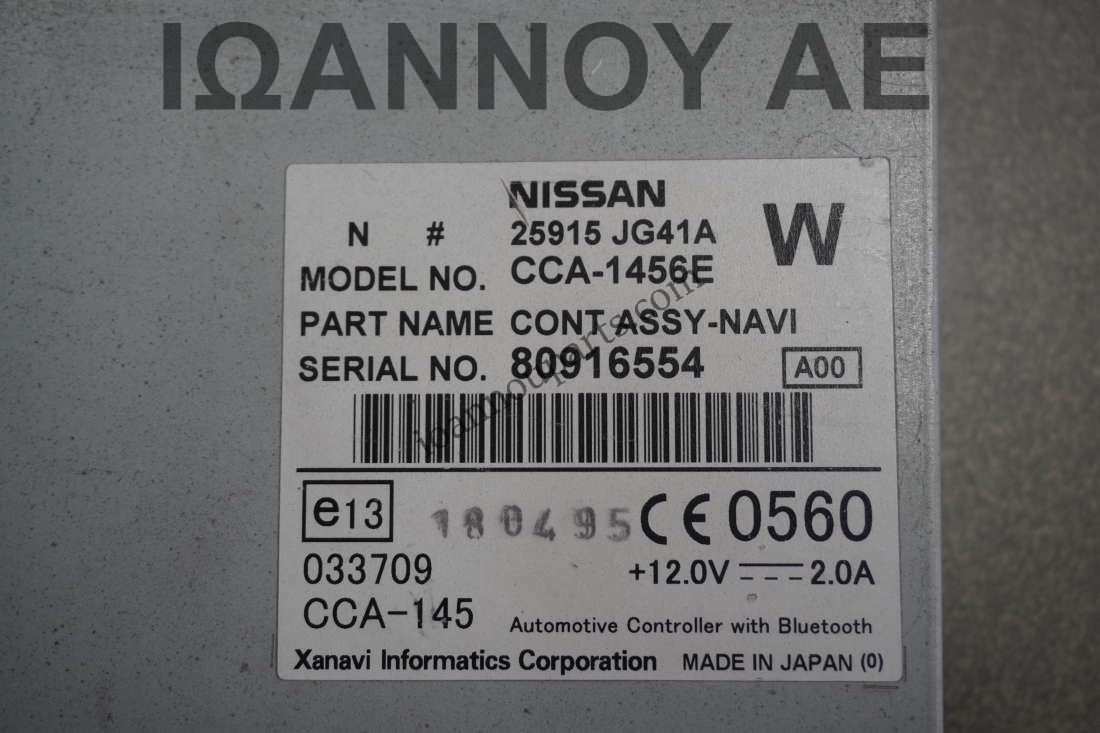 ΙΩΑΝΝΟΥ ΑΕ
NISSAN
W
N # 25915 JG41A
MODEL NO. CCA-1456E
PART NAME CONT ASSY-NAVI
SERIAL NO. 80916554 A00
ioannouparts.com
e13 180495 CE 0560
033709 +12.0V 2.0A
CCA-145
Automotive Controller with Bluetooth
Xanavi Informatics Corporation MADE IN JAPAN (0)